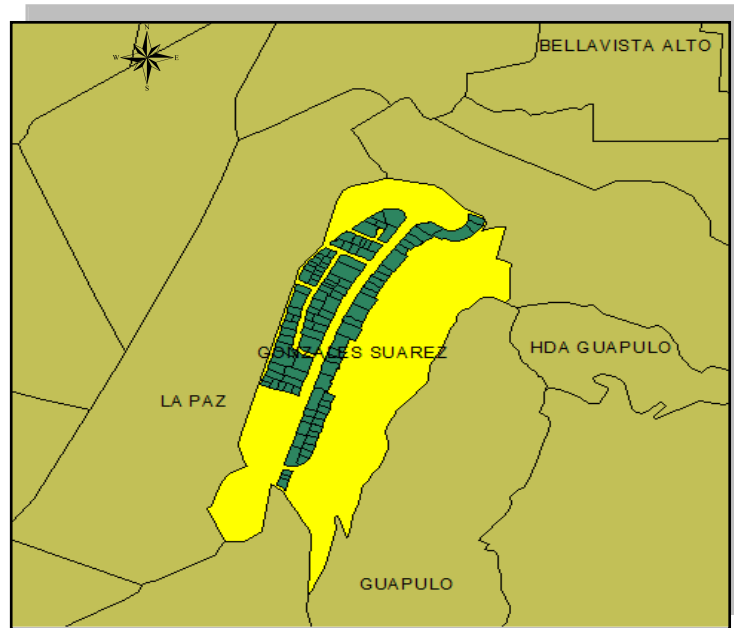 N
BELLAVISTA ALTO
W E
S
GONZALES SUAREZ
HDA GUAPULO
LA PAZ
GUAPULO